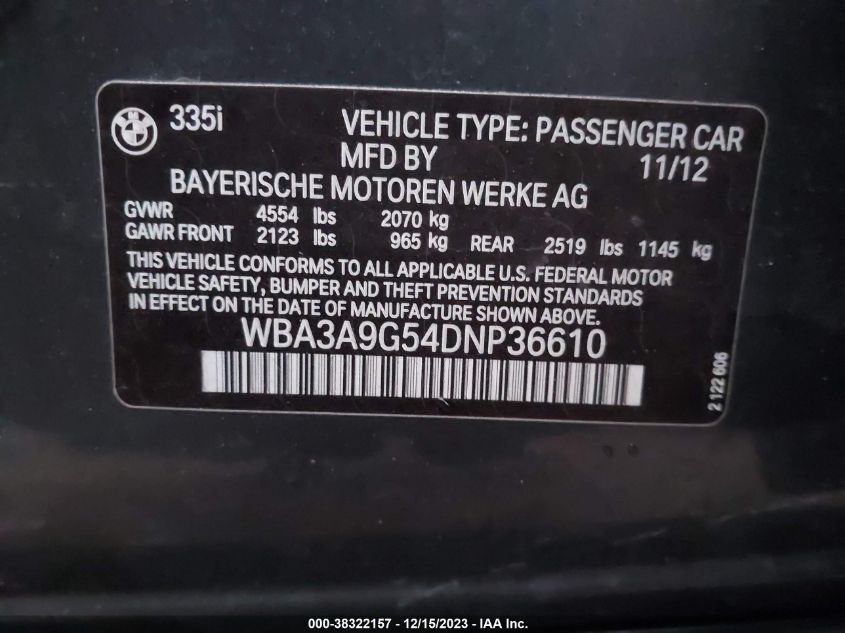 BMW
335i VEHICLE TYPE: PASSENGER CAR
MFD BY 11/12
BAYERISCHE MOTOREN WERKE AG
GVWR 4554 lbs 2070 kg
GAWR FRONT 2123 lbs 965 kg REAR 2519 lbs 1145 kg
THIS VEHICLE CONFORMS TO ALL APPLICABLE U.S. FEDERAL MOTOR
VEHICLE SAFETY, BUMPER AND THEFT PREVENTION STANDARDS
IN EFFECT ON THE DATE OF MANUFACTURE SHOWN ABOVE.
WBA3A9G54DNP36610
2 122 606
000-38322157 - 12/15/2023 - IAA Inc.